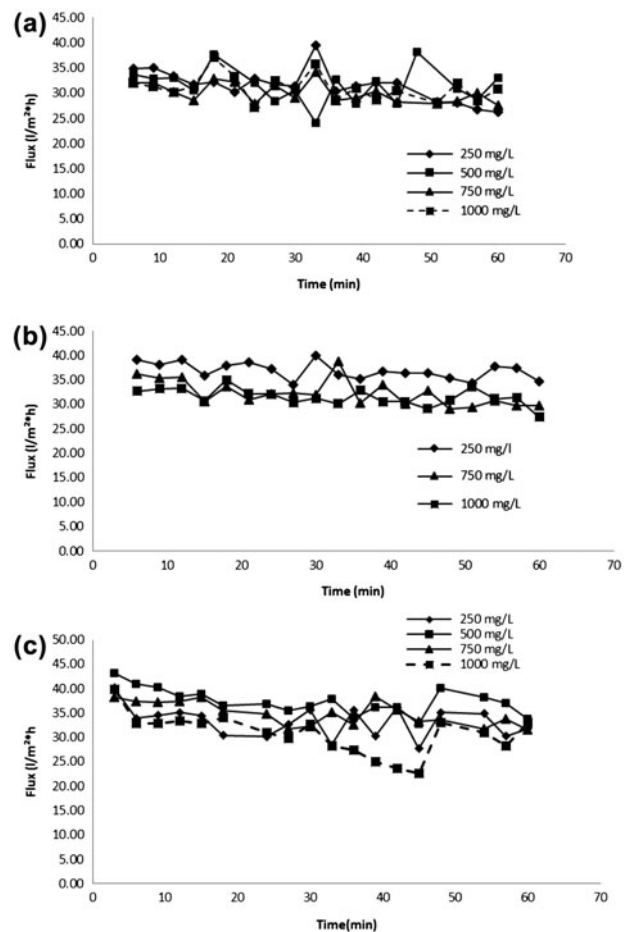 (a)
45.00
40.00
35.00
30.00
25.00
20.00
15.00
10.00
5.00
0.00
Flux (l/m²*h)
250 mg/L
500 mg/L
750 mg/L
1000 mg/L
0 10 20 30 40 50 60 70
Time (min)
(b)
45.00
40.00
35.00
30.00
25.00
20.00
15.00
10.00
5.00
0.00
Flux (l/m²*h)
250 mg/l
750 mg/L
1000 mg/L
0 10 20 30 40 50 60 70
Time (min)
(c)
250 mg/L
500 mg/L
750 mg/L
1000 mg/L
50.00
45.00
40.00
35.00
30.00
25.00
20.00
15.00
10.00
5.00
0.00
Flux (l/m²*h)
0 10 20 30 40 50 60 70
Time(min)